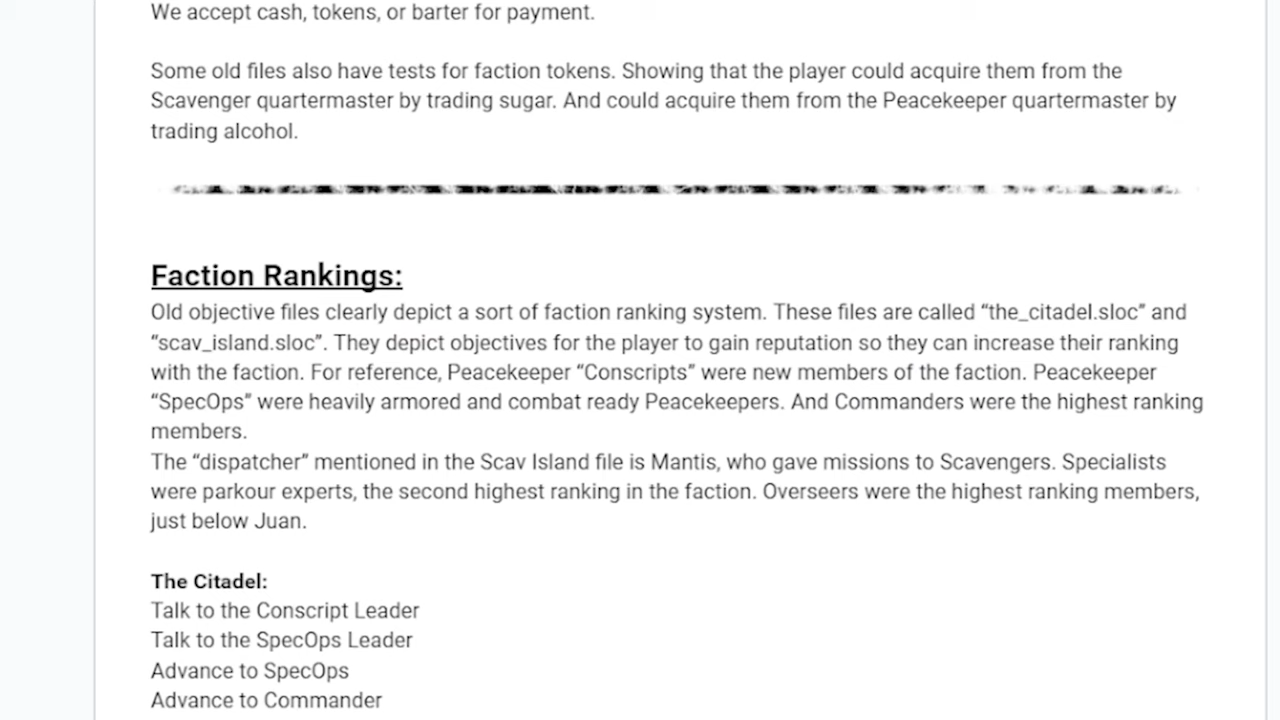 We accept cash, tokens, or barter for payment.
Some old files also have tests for faction tokens. Showing that the player could acquire them from the
Scavenger quartermaster by trading sugar. And could acquire them from the Peacekeeper quartermaster by
trading alcohol.
Faction Rankings:
Old objective files clearly depict a sort of faction ranking system. These files are called “the_citadel.sloc” and
“scav_island.sloc”. They depict objectives for the player to gain reputation so they can increase their ranking
with the faction. For reference, Peacekeeper “Conscripts” were new members of the faction. Peacekeeper
“SpecOps” were heavily armored and combat ready Peacekeepers. And Commanders were the highest ranking
members.
The “dispatcher” mentioned in the Scav Island file is Mantis, who gave missions to Scavengers. Specialists
were parkour experts, the second highest ranking in the faction. Overseers were the highest ranking members,
just below Juan.
The Citadel:
Talk to the Conscript Leader
Talk to the SpecOps Leader
Advance to SpecOps
Advance to Commander